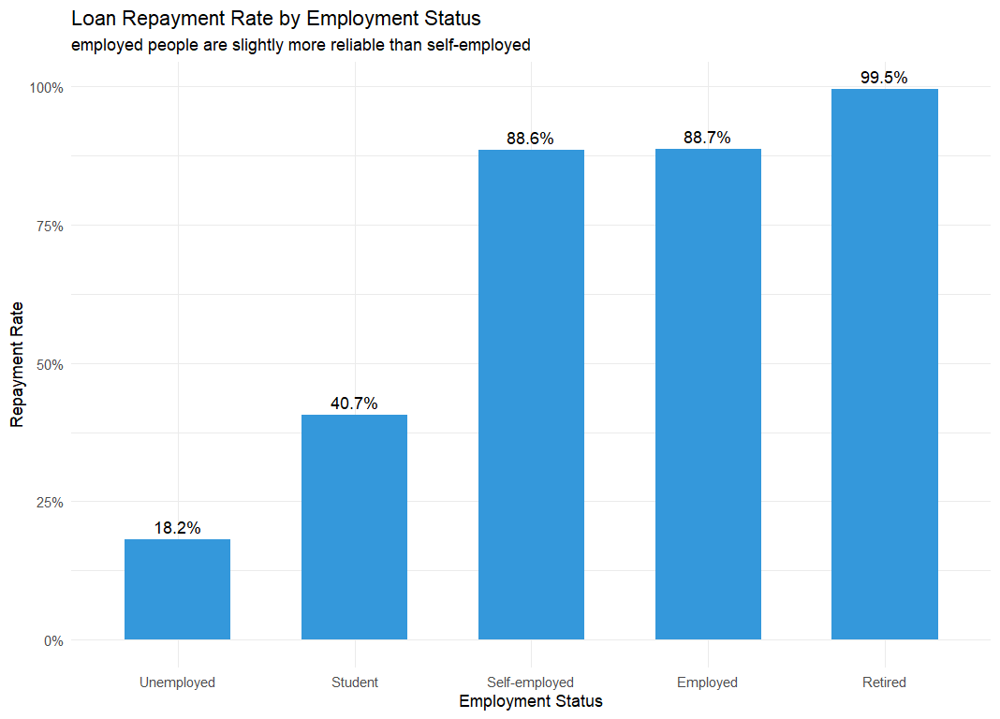 Loan Repayment Rate by Employment Status
employed people are slightly more reliable than self-employed
Repayment Rate
100%
75%
50%
25%
0%
18.2%
40.7%
88.6%
88.7%
99.5%
Unemployed
Student
Self-employed
Employed
Retired
Employment Status